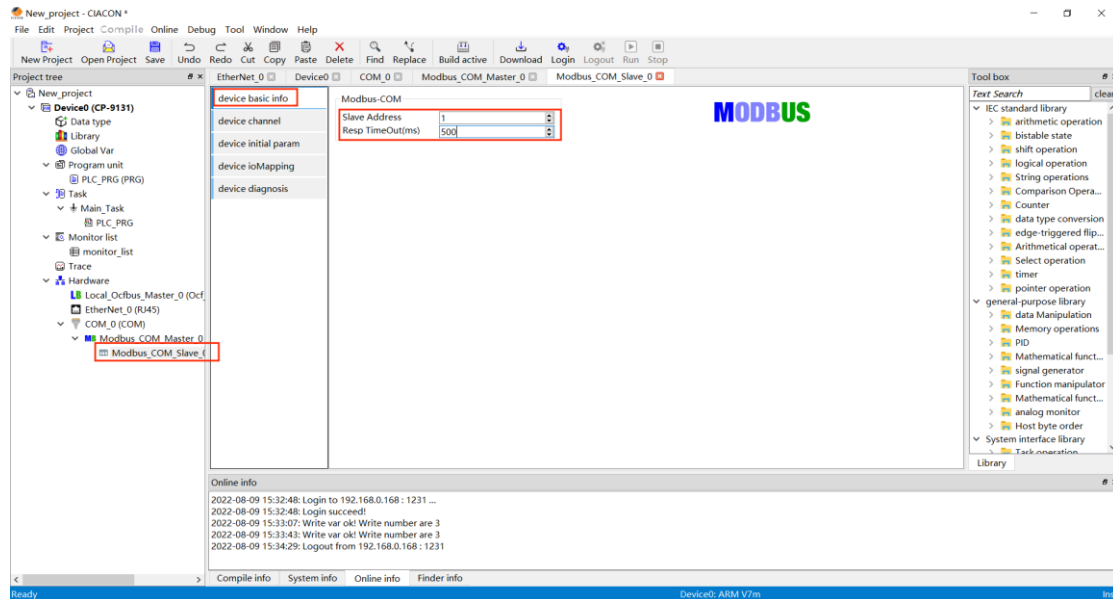 New_project - CIACON *
File Edit Project Compile Online Debug Tool Window Help
New Project Open Project Save Undo Redo Cut Copy Paste Delete Find Replace Build active Download Login Logout Run Stop
Project tree
New_project
Device0 (CP-9131)
Data type
Library
Global Var
Program unit
PLC_PRG (PRG)
Task
Main_Task
PLC_PRG
Monitor list
monitor_list
Trace
Hardware
Local_Ocfbus_Master_0 (Ocf
EtherNet_0 (RJ45)
COM_0 (COM)
MB Modbus_COM_Master_0
Modbus_COM_Slave_0
EtherNet_0 Device0 COM_0 Modbus_COM_Master_0 Modbus_COM_Slave_0
device basic info
device channel
device initial param
device ioMapping
device diagnosis
Modbus-COM
Slave Address 1
Resp TimeOut(ms) 500
MODBUS
Tool box
Text Search clear
IEC standard library
arithmetic operation
bistable state
shift operation
logical operation
String operations
Comparison Opera...
Counter
data type conversion
edge-triggered flip...
Arithmetical operat...
Select operation
timer
pointer operation
general-purpose library
data Manipulation
Memory operations
PID
Mathematical funct...
signal generator
Function manipulator
Mathematical funct...
analog monitor
Host byte order
System interface library
Task operation
Library
Online info
2022-08-09 15:32:48: Login to 192.168.0.168 : 1231 ...
2022-08-09 15:32:48: Login succeed!
2022-08-09 15:33:07: Write var ok! Write number are 3
2022-08-09 15:33:43: Write var ok! Write number are 3
2022-08-09 15:34:29: Logout from 192.168.0.168 : 1231
Compile info System info Online info Finder info
Ready Device0: ARM V7m Ins